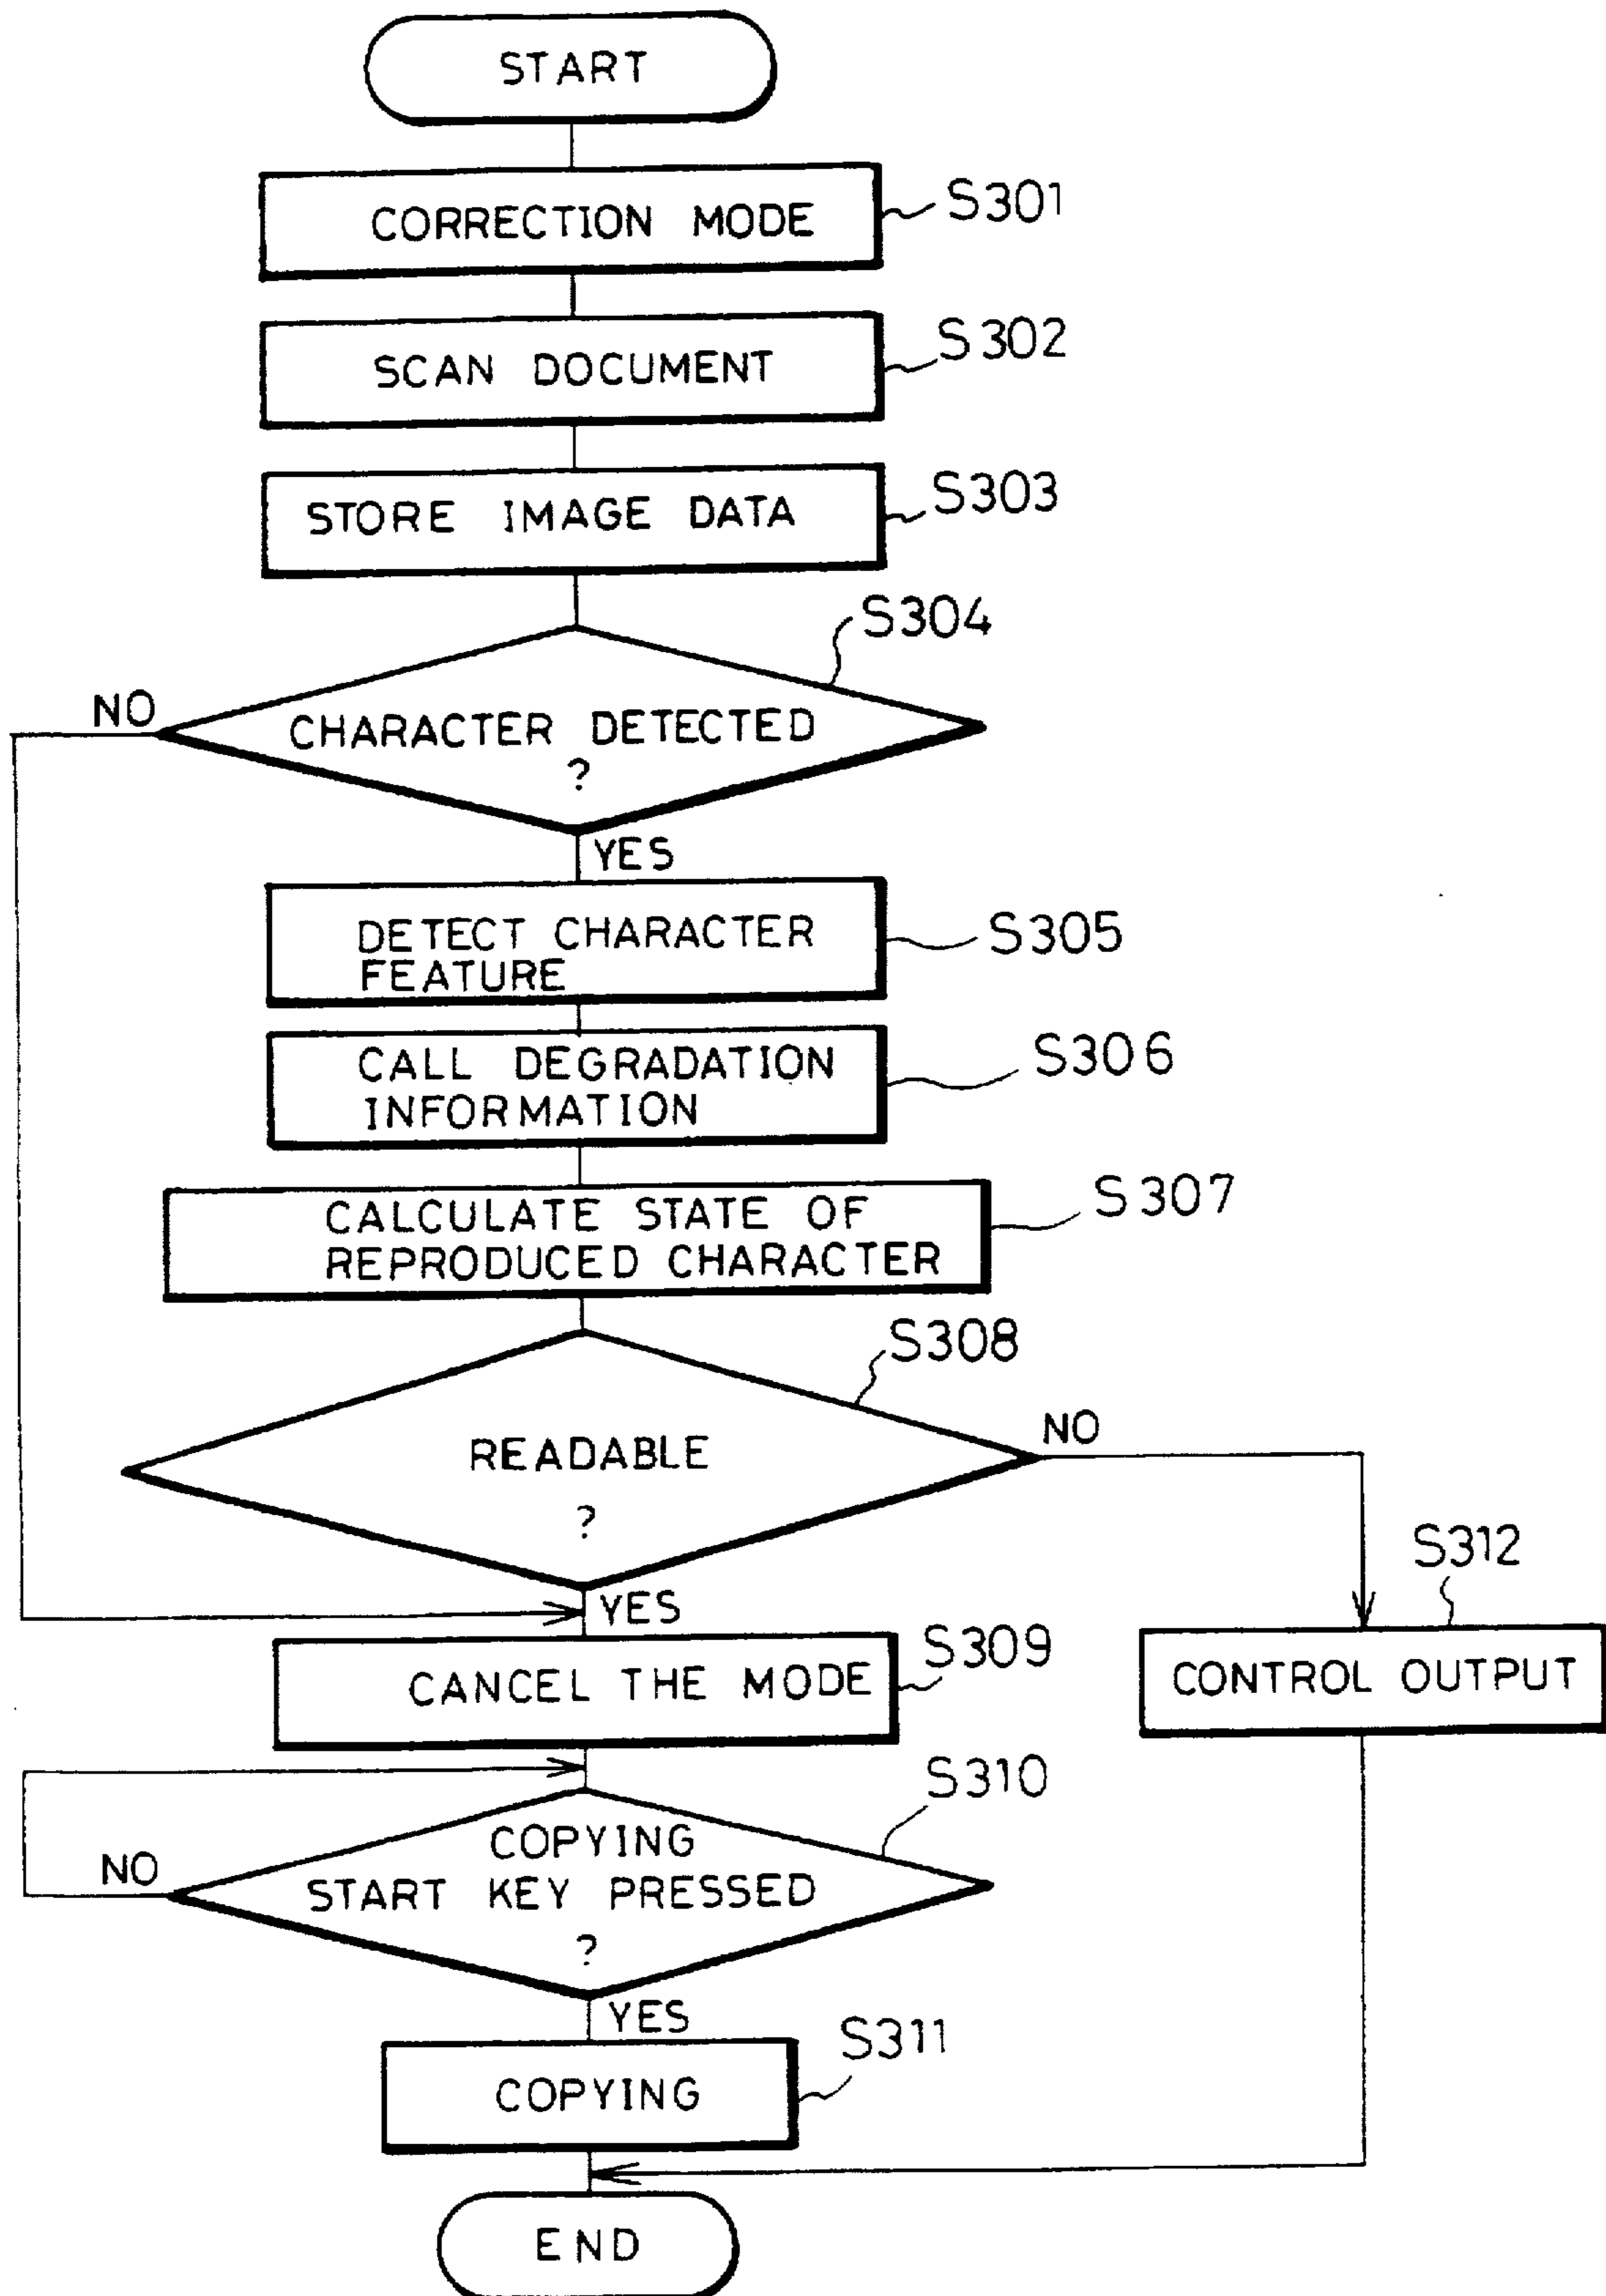 START
CORRECTION MODE
S301
SCAN DOCUMENT
S302
STORE IMAGE DATA
S303
S304
NO
CHARACTER DETECTED
?
YES
DETECT CHARACTER
FEATURE
S305
CALL DEGRADATION
INFORMATION
S306
CALCULATE STATE OF
REPRODUCED CHARACTER
S307
S308
READABLE
?
NO
YES
S312
CONTROL OUTPUT
CANCEL THE MODE
S309
S310
COPYING
START KEY PRESSED
?
NO
YES
COPYING
S311
END